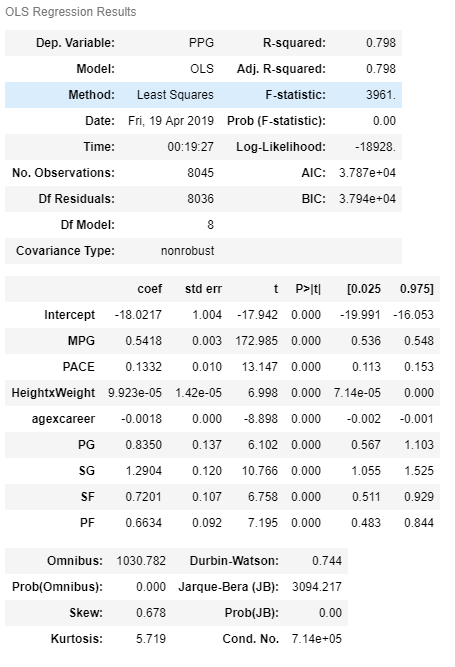 OLS Regression Results
Dep. Variable: PPG R-squared: 0.798
Model: OLS Adj. R-squared: 0.798
Method: Least Squares F-statistic: 3961.
Date: Fri, 19 Apr 2019 Prob (F-statistic): 0.00
Time: 00:19:27 Log-Likelihood: -18928.
No. Observations: 8045 AIC: 3.787e+04
Df Residuals: 8036 BIC: 3.794e+04
Df Model: 8
Covariance Type: nonrobust
coef std err t P>|t| [0.025 0.975]
Intercept -18.0217 1.004 -17.942 0.000 -19.991 -16.053
MPG 0.5418 0.003 172.985 0.000 0.536 0.548
PACE 0.1332 0.010 13.147 0.000 0.113 0.153
HeightxWeight 9.923e-05 1.42e-05 6.998 0.000 7.14e-05 0.000
agexcareer -0.0018 0.000 -8.898 0.000 -0.002 -0.001
PG 0.8350 0.137 6.102 0.000 0.567 1.103
SG 1.2904 0.120 10.766 0.000 1.055 1.525
SF 0.7201 0.107 6.758 0.000 0.511 0.929
PF 0.6634 0.092 7.195 0.000 0.483 0.844
Omnibus: 1030.782 Durbin-Watson: 0.744
Prob(Omnibus): 0.000 Jarque-Bera (JB): 3094.217
Skew: 0.678 Prob(JB): 0.00
Kurtosis: 5.719 Cond. No. 7.14e+05